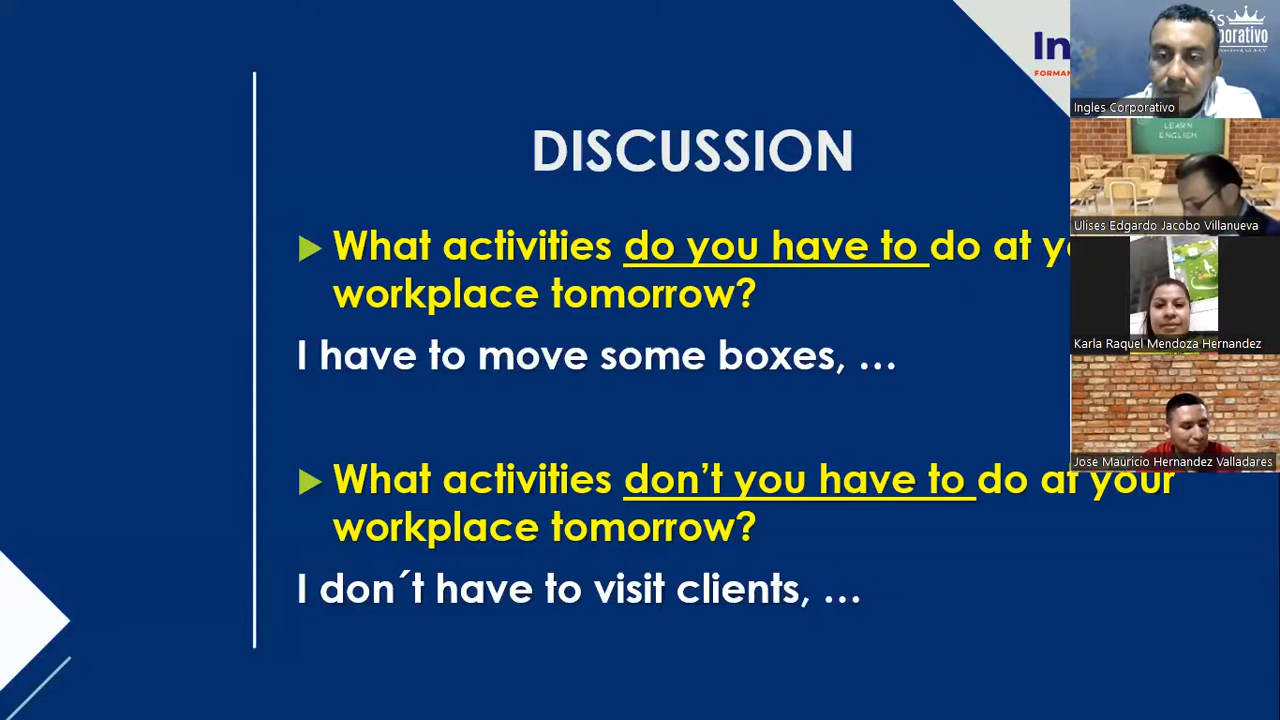 DISCUSSION
What activities do you have to do at
workplace tomorrow?
I have to move some boxes, …
What activities don’t you have to do at your
workplace tomorrow?
I don´t have to visit clients, …
In
FORMAN
Ingles Corporativo
LEARN
ENGLISH
Ulises Edgardo Jacobo Villanueva
Karla Raquel Mendoza Hernandez
Jose Mauricio Hernandez Valladares